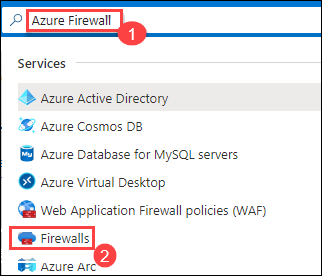 Azure Firewall
1
Services
Azure Active Directory
Azure Cosmos DB
My
Azure Database for MySQL servers
Azure Virtual Desktop
Web Application Firewall policies (WAF)
Firewalls
2
Azure Arc